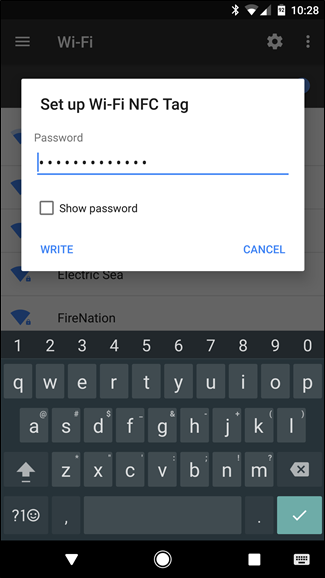 10:28
Wi-Fi
Set up Wi-Fi NFC Tag
Password
•••••••••••••
Show password
WRITE CANCEL
Electric Sea
FireNation
1 2 3 4 5 6 7 8 9 0
q w e r t y u i o p
@ # $ _ & - + ( )
a s d f g h j k l
* " ' : ; ! ?
z x c v b n m
?1☺ , .